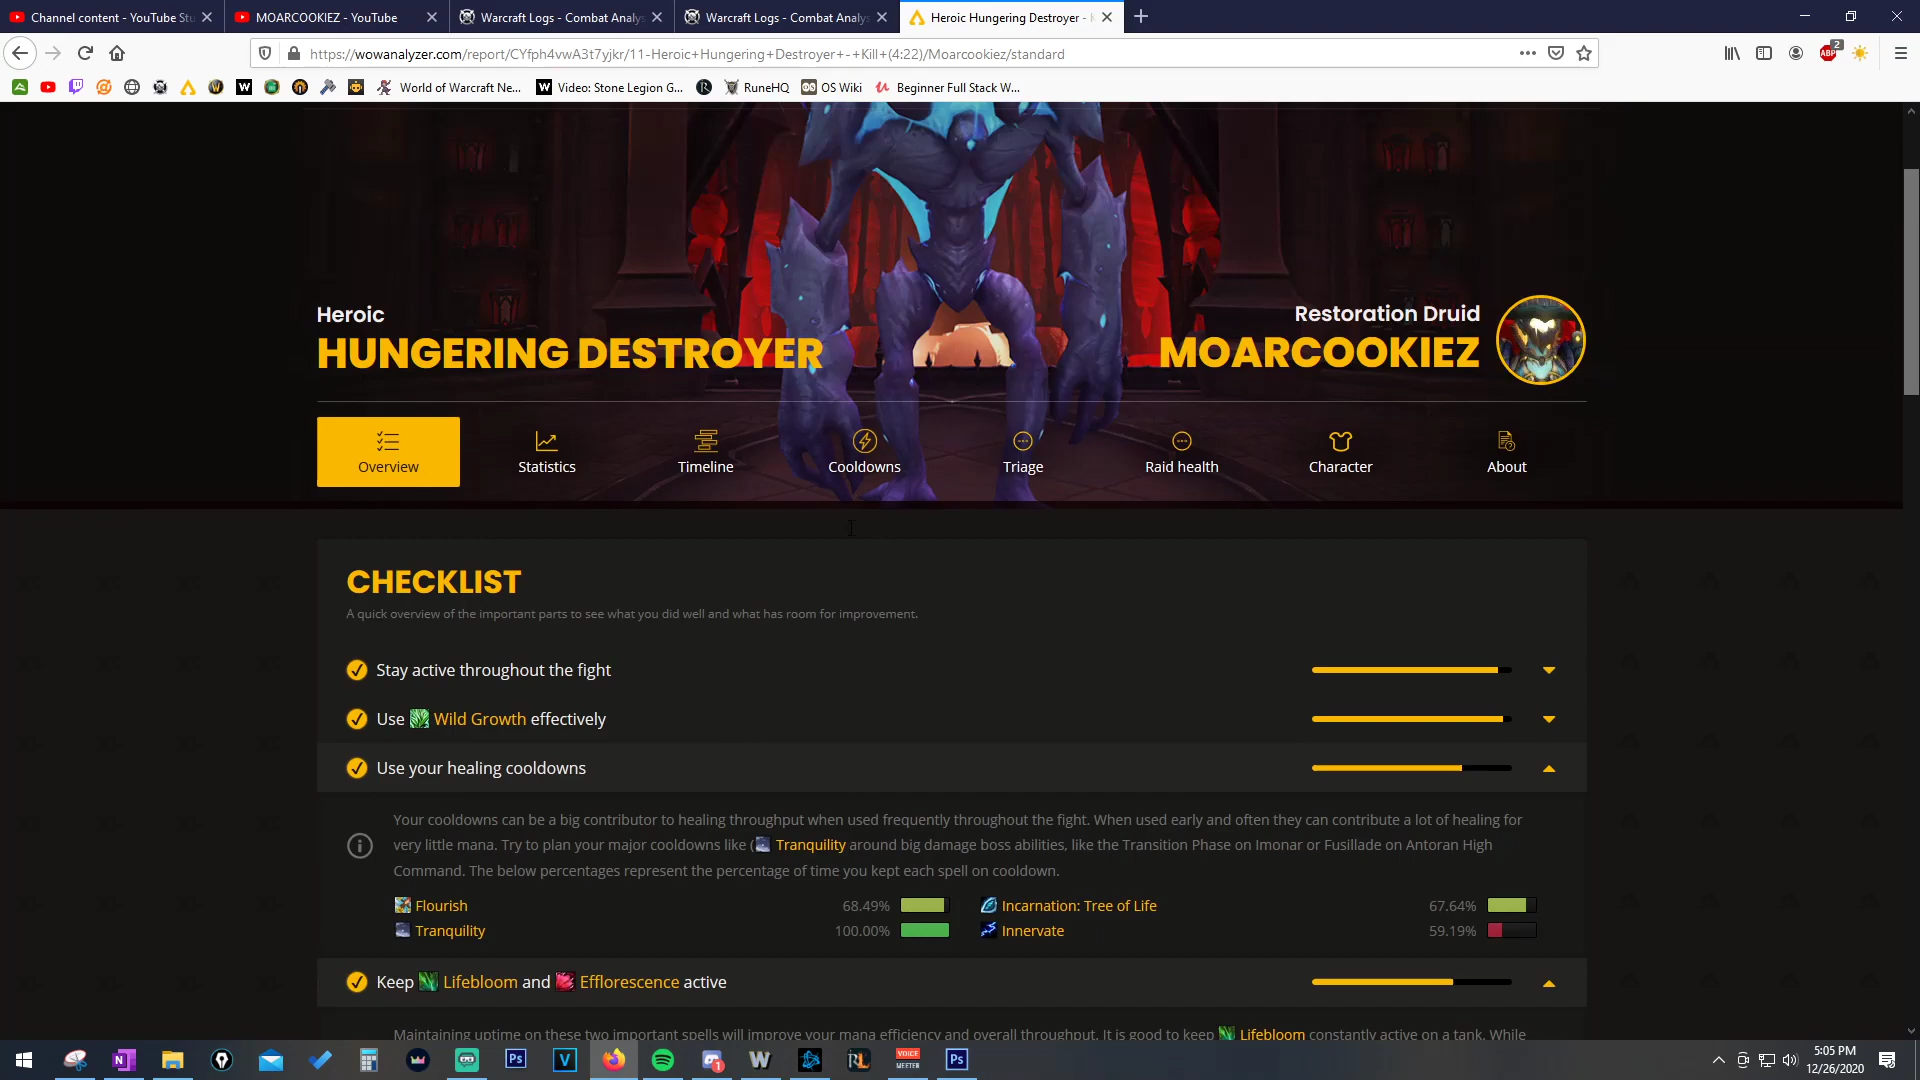 Channel content - YouTube Stu
MOARCOOKIEZ - YouTube
Warcraft Logs - Combat Analys
Warcraft Logs - Combat Analys
Heroic Hungering Destroyer -
https://wowanalyzer.com/report/CYfph4vwA3t7yjkr/11-Heroic+Hungering+Destroyer+-+Kill+(4:22)/Moarcookiez/standard
ABP
2
World of Warcraft Ne...
Video: Stone Legion G...
RuneHQ
OS Wiki
Beginner Full Stack W...
Heroic
HUNGERING DESTROYER
Restoration Druid
MOARCOOKIEZ
Overview
Statistics
Timeline
Cooldowns
Triage
Raid health
Character
About
CHECKLIST
A quick overview of the important parts to see what you did well and what has room for improvement.
Stay active throughout the fight
Use Wild Growth effectively
Use your healing cooldowns
Your cooldowns can be a big contributor to healing throughput when used frequently throughout the fight. When used early and often they can contribute a lot of healing for
very little mana. Try to plan your major cooldowns like ( Tranquility around big damage boss abilities, like the Transition Phase on Imonar or Fusillade on Antoran High
Command. The below percentages represent the percentage of time you kept each spell on cooldown.
Flourish 68.49%
Incarnation: Tree of Life 67.64%
Tranquility 100.00%
Innervate 59.19%
Keep Lifebloom and Efflorescence active
Maintaining uptime on these two important spells will improve your mana efficiency and overall throughput. It is good to keep Lifebloom constantly active on a tank. While
Ps
V
1
W
RL
VOICE
MEETER
Ps
5:05 PM
12/26/2020